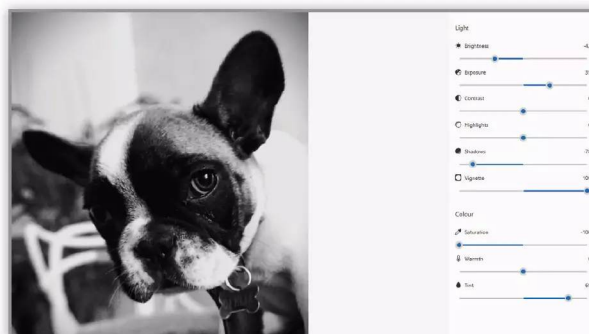 Light
Brightness
Exposure
Contrast
Highlights
Shadows
Vignette
Colour
Saturation
Warmth
Tint